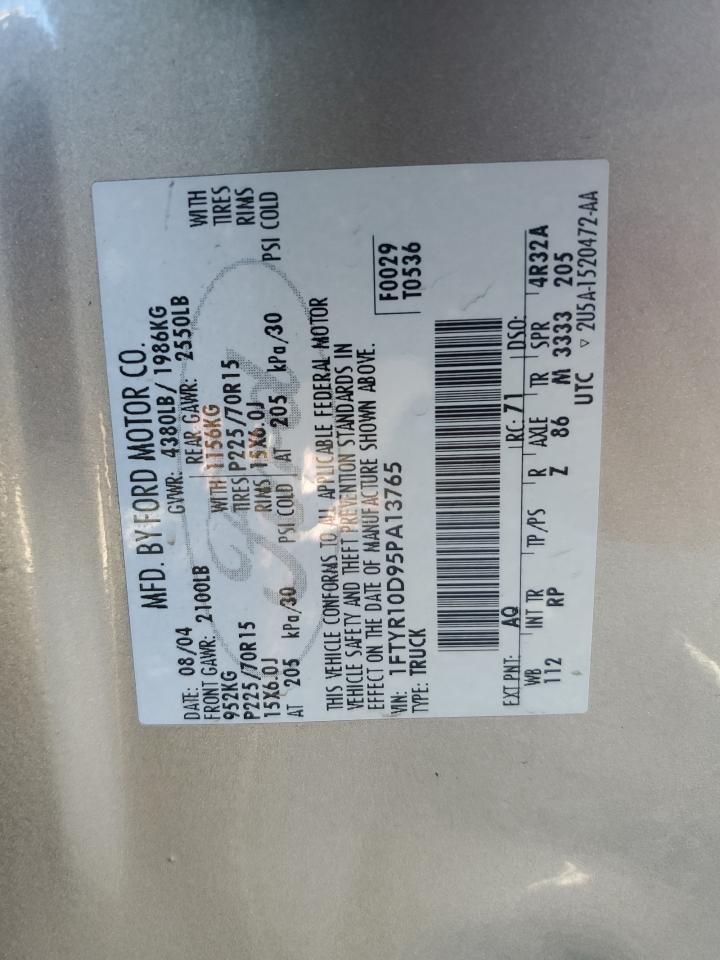 MFD. BY FORD MOTOR CO.
DATE: 08/04 GVWR: 4380LB/ 1986KG
FRONT GAWR: 2100LB REAR GAWR: 2550LB
952KG WITH 1156KG WITH
P225/70R15 TIRES P225/70R15 TIRES
15X6.0J RIMS 15X6.0J RIMS
AT 205 kPa/30 PSI COLD AT 205 kPa/30 PSI COLD
Ford
THIS VEHICLE CONFORMS TO ALL APPLICABLE FEDERAL MOTOR
VEHICLE SAFETY AND THEFT PREVENTION STANDARDS IN
EFFECT ON THE DATE OF MANUFACTURE SHOWN ABOVE.
VIN: 1FTYR10D95PA13765 F0029
TYPE: TRUCK T0536
EXT PNT: AQ RC: 71 DSO:
WB INT TR TP/PS R AXLE TR SPR 4R32A
112 RP Z 86 M 3333 205
UTC ▽ 2U5A-1520472-AA